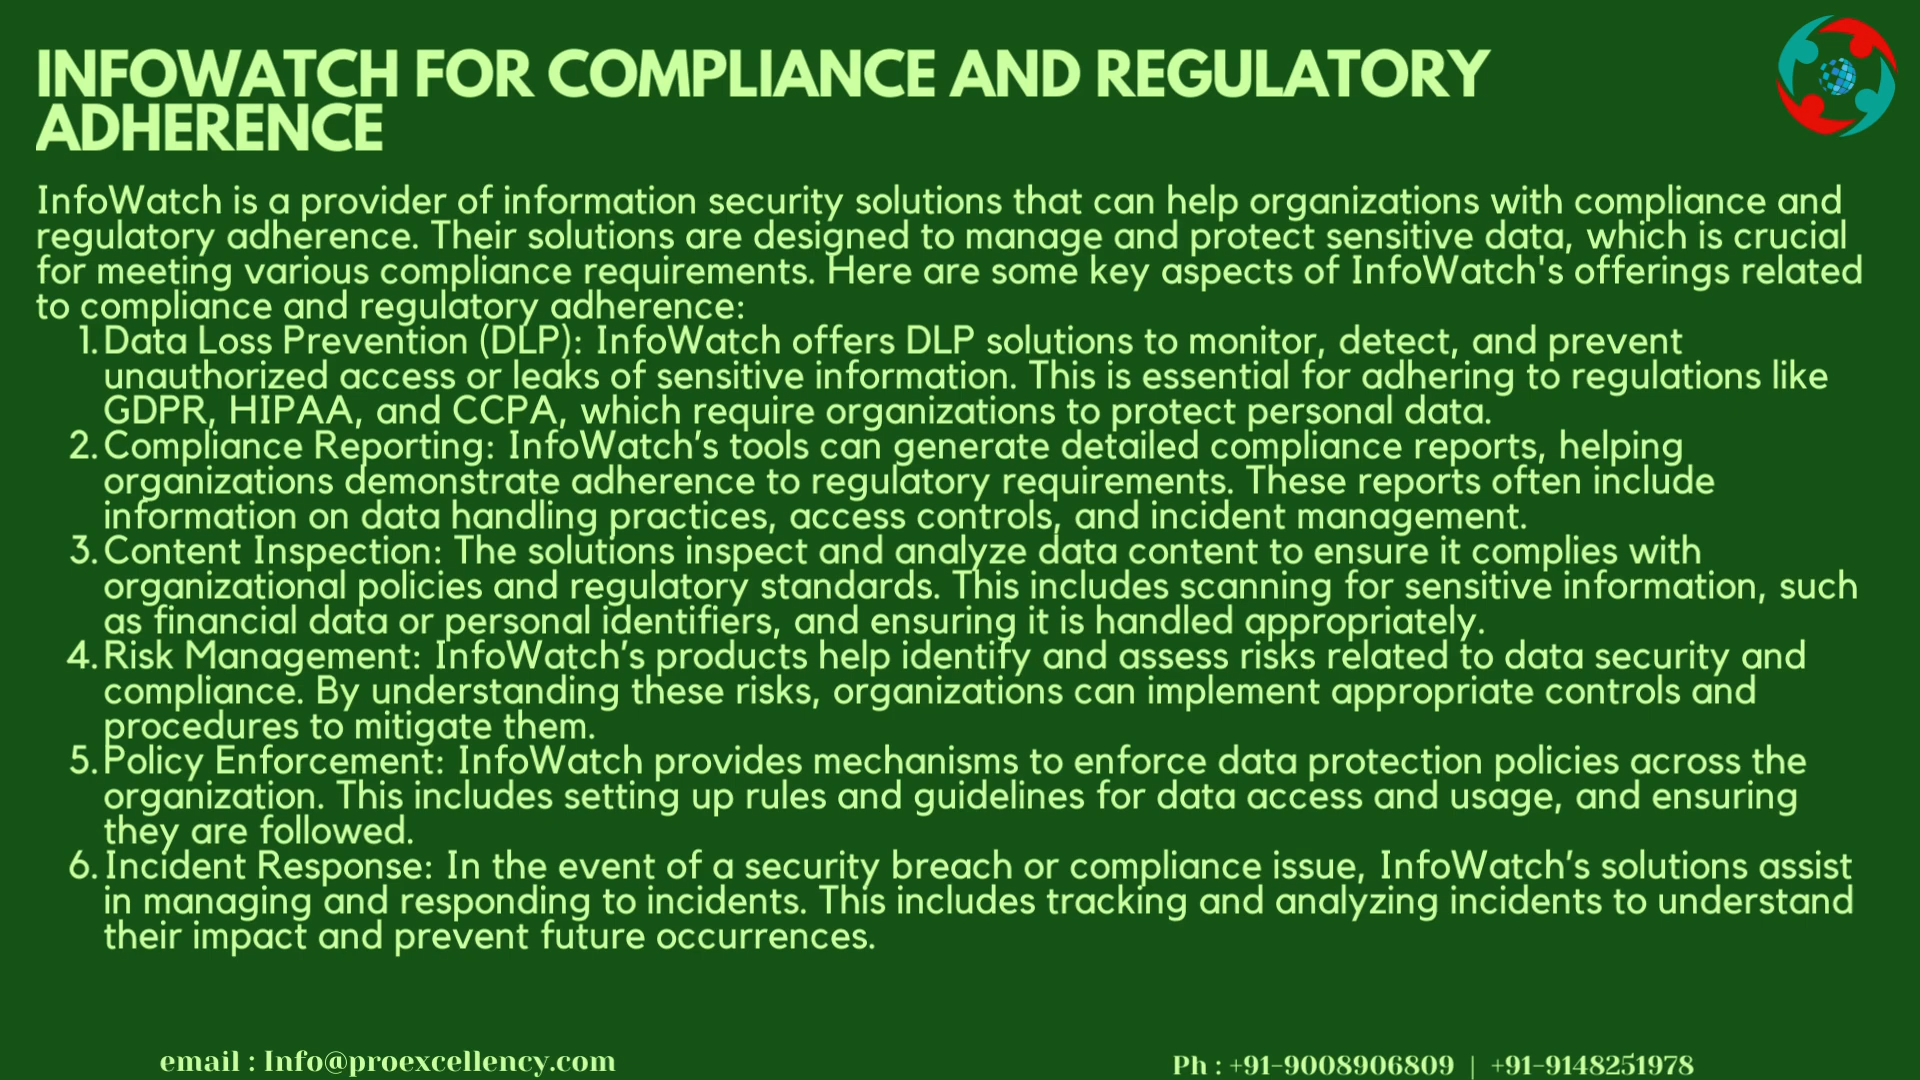 INFOWATCH FOR COMPLIANCE AND REGULATORY
ADHERENCE
InfoWatch is a provider of information security solutions that can help organizations with compliance and
regulatory adherence. Their solutions are designed to manage and protect sensitive data, which is crucial
for meeting various compliance requirements. Here are some key aspects of InfoWatch's offerings related
to compliance and regulatory adherence:
1. Data Loss Prevention (DLP): InfoWatch offers DLP solutions to monitor, detect, and prevent
unauthorized access or leaks of sensitive information. This is essential for adhering to regulations like
GDPR, HIPAA, and CCPA, which require organizations to protect personal data.
2. Compliance Reporting: InfoWatch’s tools can generate detailed compliance reports, helping
organizations demonstrate adherence to regulatory requirements. These reports often include
information on data handling practices, access controls, and incident management.
3. Content Inspection: The solutions inspect and analyze data content to ensure it complies with
organizational policies and regulatory standards. This includes scanning for sensitive information, such
as financial data or personal identifiers, and ensuring it is handled appropriately.
4. Risk Management: InfoWatch’s products help identify and assess risks related to data security and
compliance. By understanding these risks, organizations can implement appropriate controls and
procedures to mitigate them.
5. Policy Enforcement: InfoWatch provides mechanisms to enforce data protection policies across the
organization. This includes setting up rules and guidelines for data access and usage, and ensuring
they are followed.
6. Incident Response: In the event of a security breach or compliance issue, InfoWatch’s solutions assist
in managing and responding to incidents. This includes tracking and analyzing incidents to understand
their impact and prevent future occurrences.
email : Info@proexcellency.com
Ph : +91-9008906809 | +91-9148251978